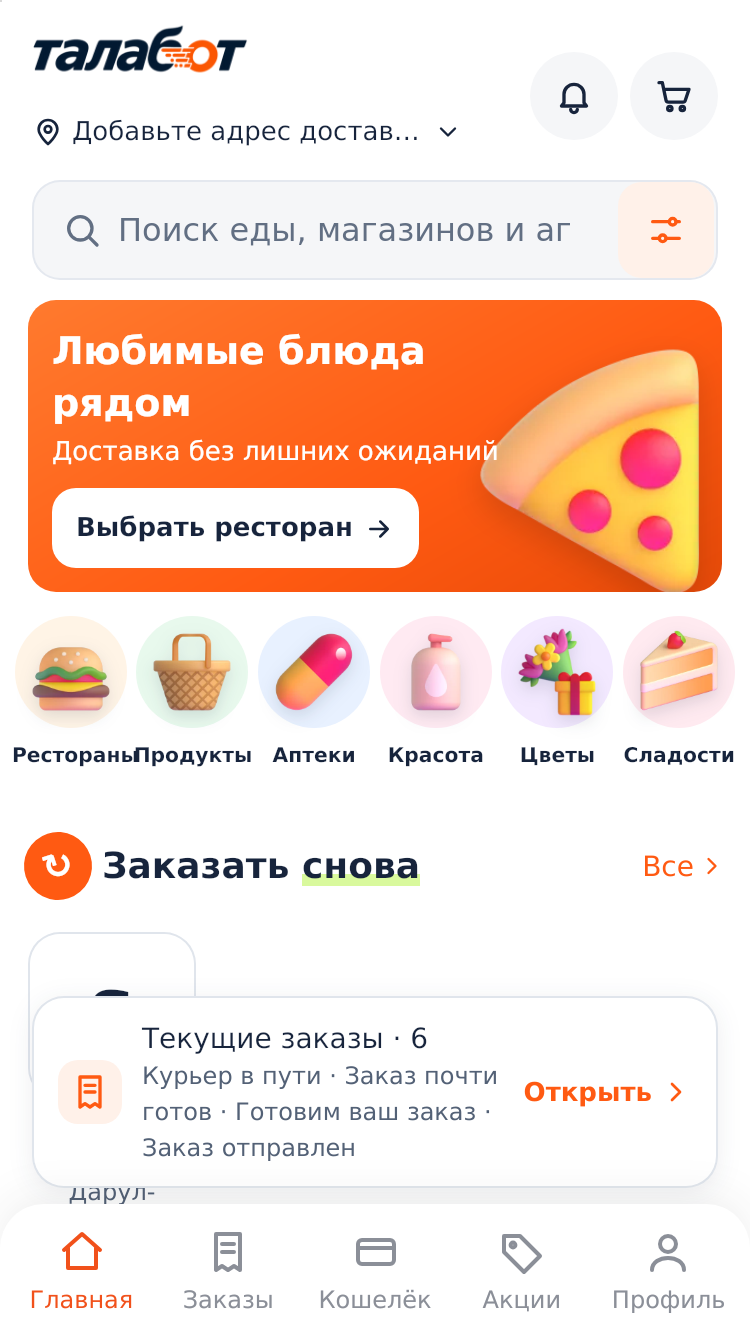 талабот
Добавьте адрес достав...
Поиск еды, магазинов и аг
Любимые блюда
рядом
Доставка без лишних ожиданий
Выбрать ресторан →
Рестораны Продукты Аптеки Красота Цветы Сладости
Заказать снова
Все
Текущие заказы · 6
Курьер в пути · Заказ почти
готов · Готовим ваш заказ ·
Заказ отправлен
Открыть
Дарул-
Главная Заказы Кошелёк Акции Профиль